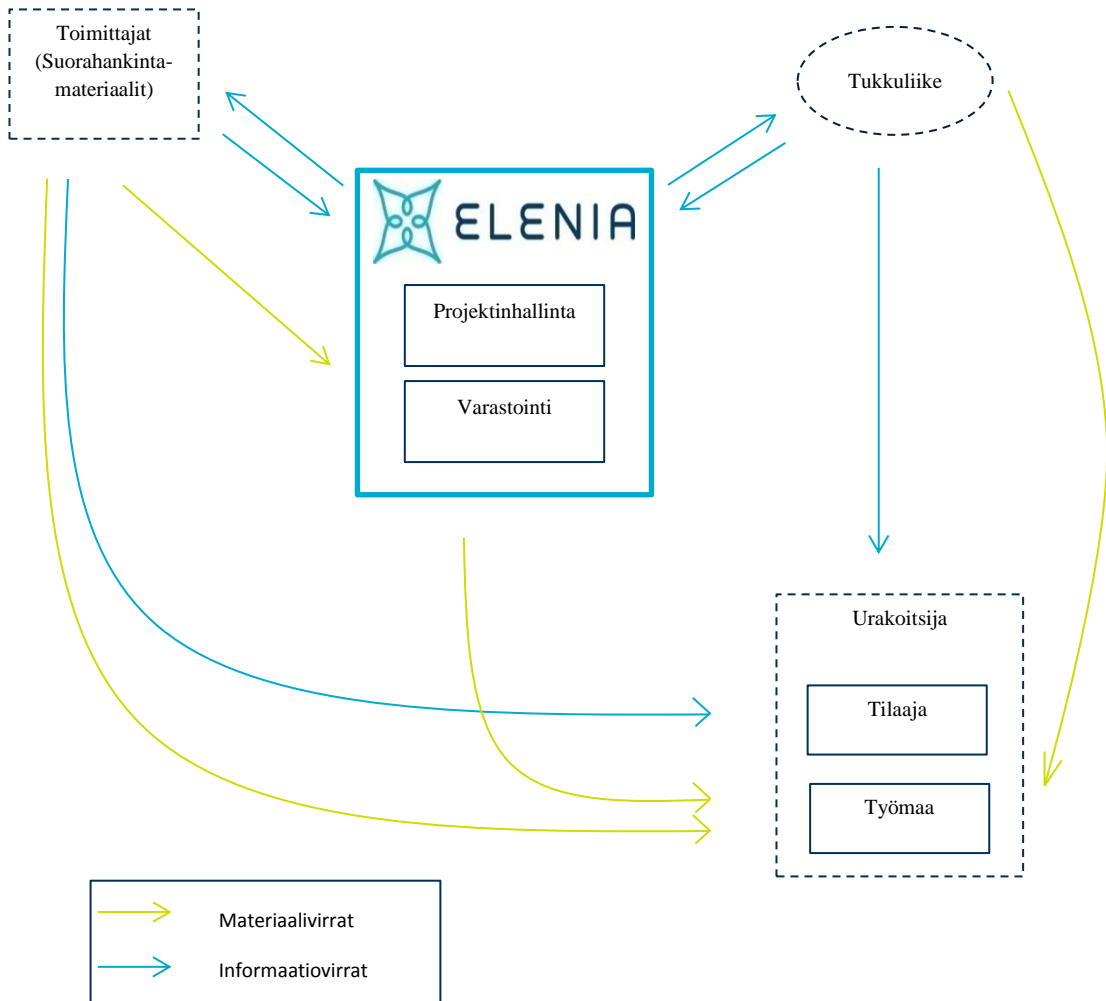 Toimittajat
(Suorahankinta-
materiaalit)
Tukkuliike
ELENIA
Projektinhallinta
Varastointi
Urakoitsija
Tilaaja
Työmaa
Materiaalivirrat
Informaatiovirrat